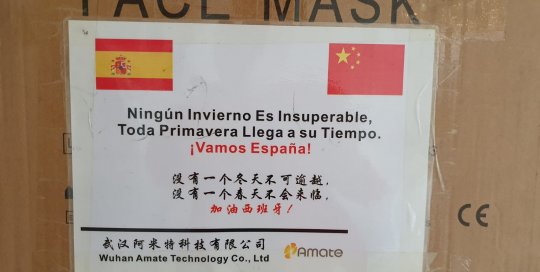 FACE MASK
Ningún Invierno Es Insuperable,
Toda Primavera Llega a su Tiempo.
¡Vamos España!
没有一个冬天不可逾越，
没有一个春天不会来临，
加油西班牙！
武汉阿米特科技有限公司
Wuhan Amate Technology Co., Ltd
Amate
CE